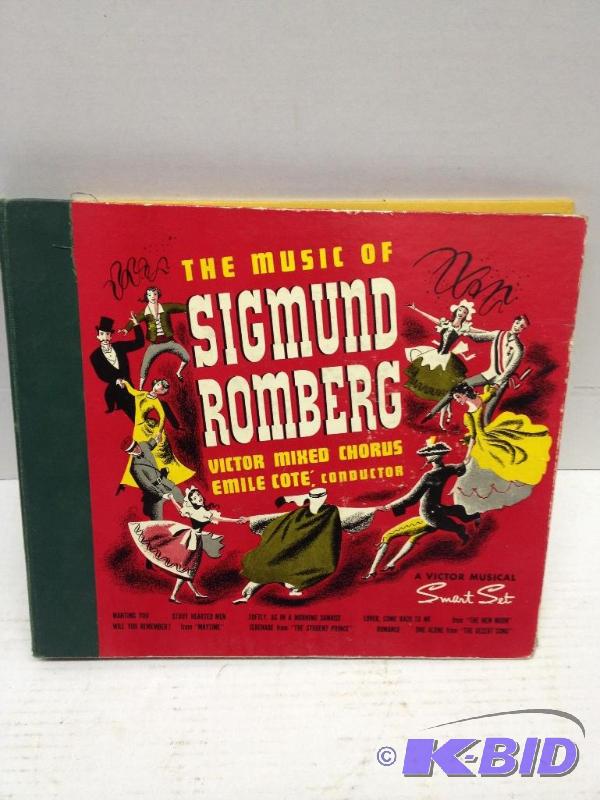 THE MUSIC OF
SIGMUND
ROMBERG
VICTOR MIXED CHORUS
EMILE COTÉ, CONDUCTOR
A VICTOR MUSICAL
Smart Set
WANTING YOU STOUT HEARTED MEN SOFTLY, AS IN A MORNING SUNRISE LOVER, COME BACK TO ME from "THE NEW MOON"
WILL YOU REMEMBER? from "MAYTIME" SERENADE from "THE STUDENT PRINCE" ROMANCE ONE ALONE from "THE DESERT SONG"
© K-BID